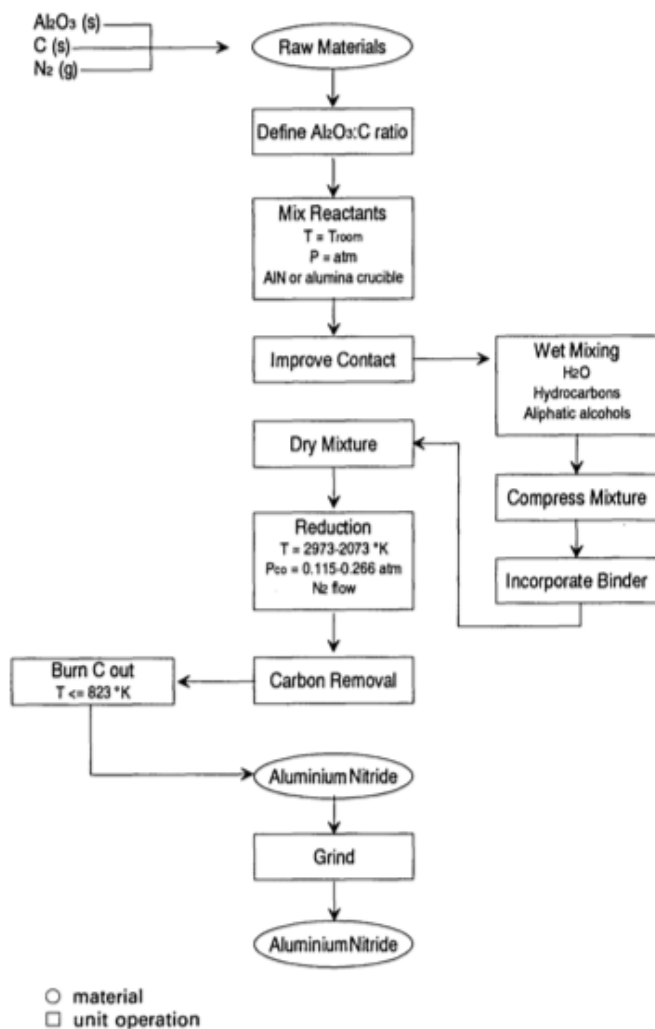 Al₂O₃ (s)
C (s)
N₂ (g)
Raw Materials
Define Al₂O₃:C ratio
Mix Reactants
T = Troom
P = atm
AlN or alumina crucible
Improve Contact
Wet Mixing
H₂O
Hydrocarbons
Aliphatic alcohols
Compress Mixture
Incorporate Binder
Dry Mixture
Reduction
T = 2973-2073 °K
Pco = 0.115-0.266 atm
N₂ flow
Carbon Removal
Burn C out
T <= 823 °K
Aluminium Nitride
Grind
Aluminium Nitride
material
unit operation